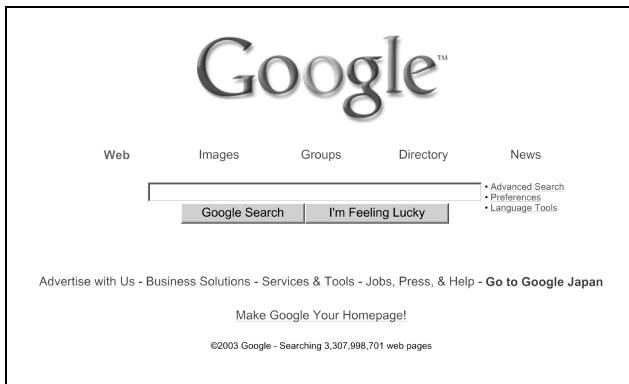 Google™
Web Images Groups Directory News
• Advanced Search
• Preferences
• Language Tools
Google Search I'm Feeling Lucky
Advertise with Us - Business Solutions - Services & Tools - Jobs, Press, & Help - Go to Google Japan
Make Google Your Homepage!
©2003 Google - Searching 3,307,998,701 web pages